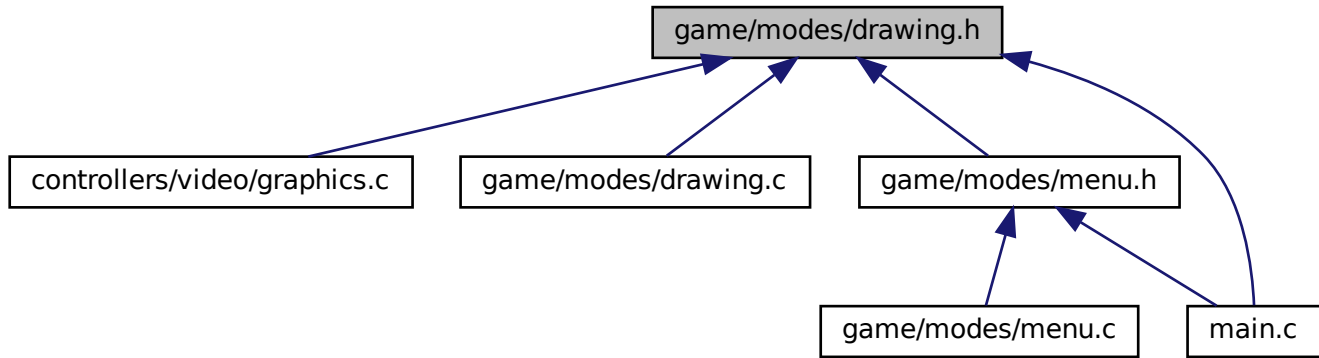 game/modes/drawing.h
controllers/video/graphics.c
game/modes/drawing.c
game/modes/menu.h
game/modes/menu.c
main.c